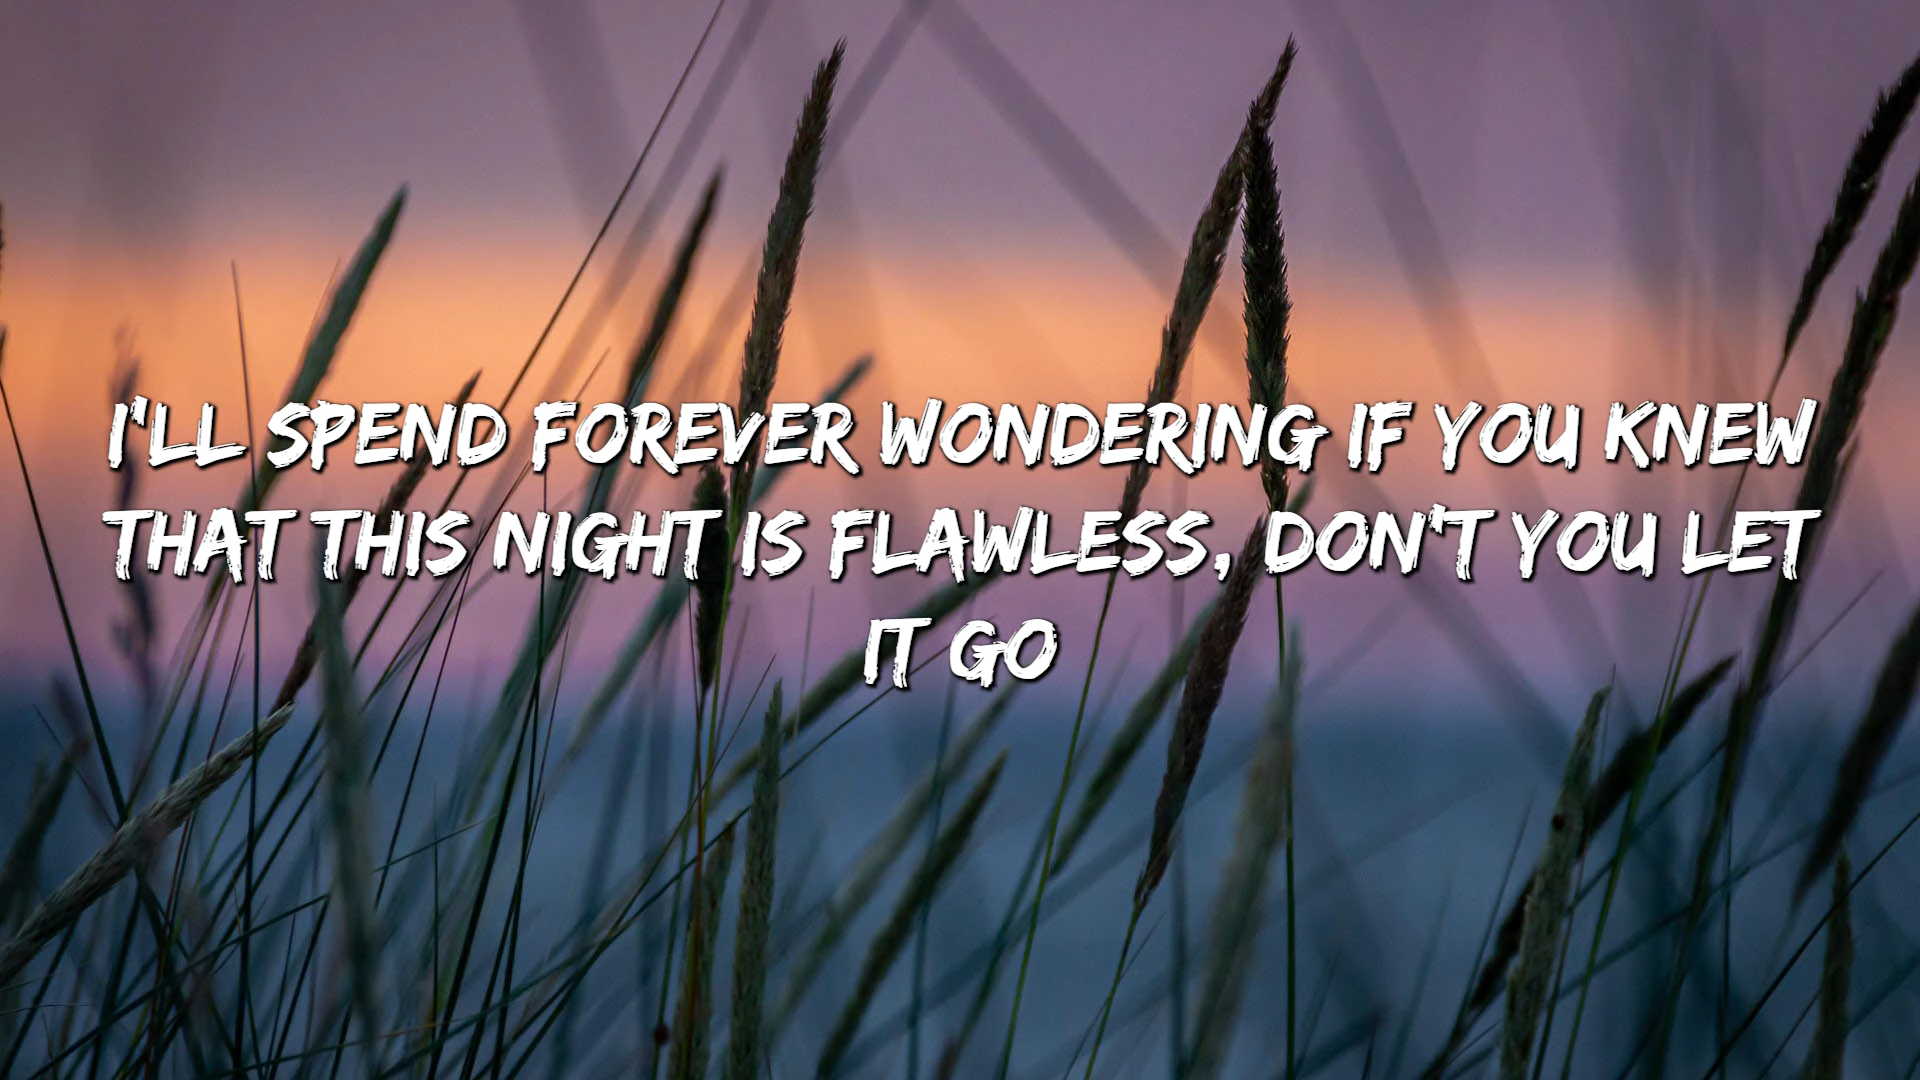 I'LL SPEND FOREVER WONDERING IF YOU KNEW
THAT THIS NIGHT IS FLAWLESS, DON'T YOU LET
IT GO